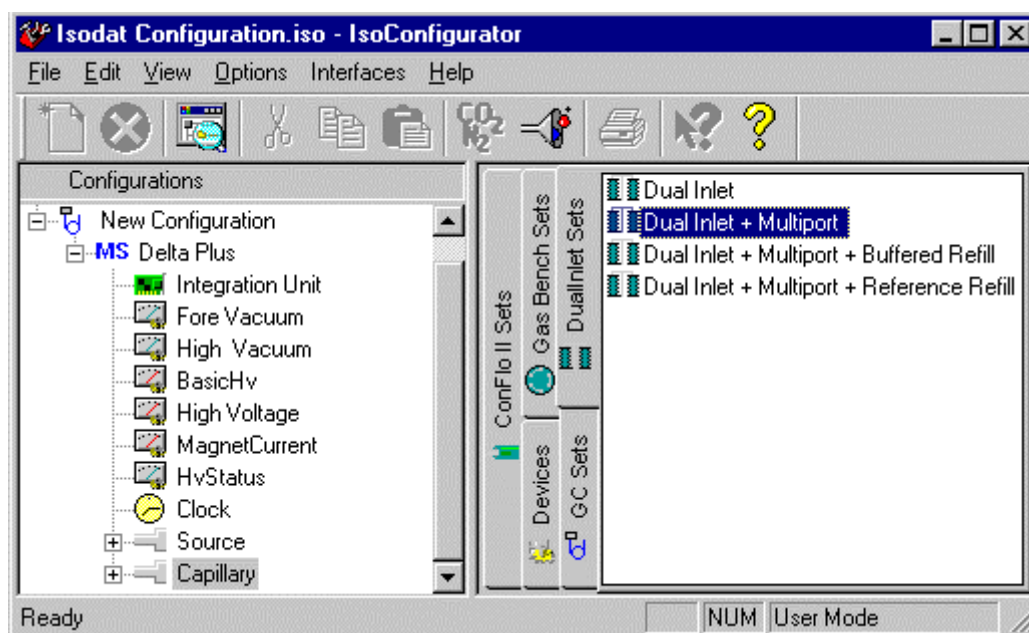 Isodat Configuration.iso - IsoConfigurator
File Edit View Options Interfaces Help
CO2
N2
Configurations
New Configuration
MS Delta Plus
Integration Unit
Fore Vacuum
High Vacuum
BasicHv
High Voltage
MagnetCurrent
HvStatus
Clock
Source
Capillary
ConFlo II Sets
Gas Bench Sets
Devices
DualInlet Sets
GC Sets
Dual Inlet
Dual Inlet + Multiport
Dual Inlet + Multiport + Buffered Refill
Dual Inlet + Multiport + Reference Refill
Ready
NUM
User Mode